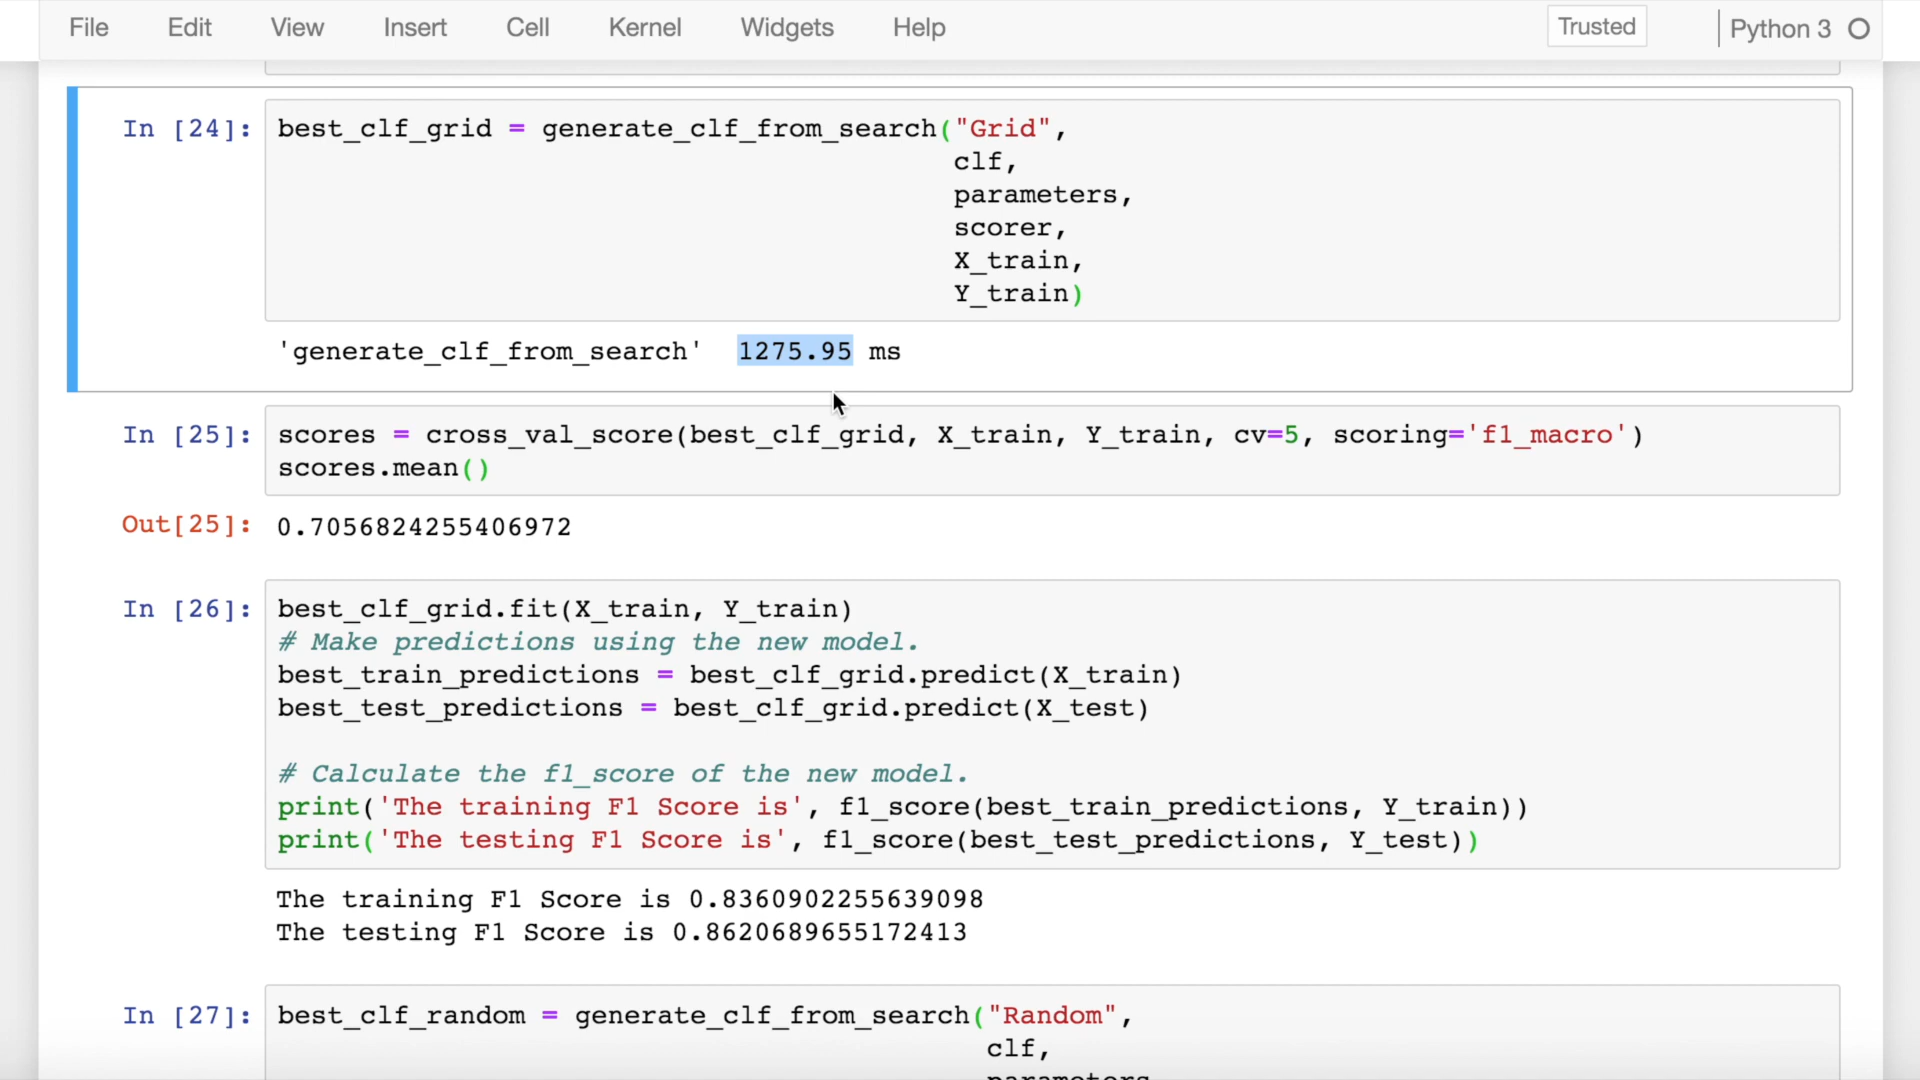 File Edit View Insert Cell Kernel Widgets Help Trusted Python 3
In [24]: best_clf_grid = generate_clf_from_search("Grid",
clf,
parameters,
scorer,
X_train,
Y_train)
'generate_clf_from_search' 1275.95 ms
In [25]: scores = cross_val_score(best_clf_grid, X_train, Y_train, cv=5, scoring='f1_macro')
scores.mean()
Out[25]: 0.7056824255406972
In [26]: best_clf_grid.fit(X_train, Y_train)
# Make predictions using the new model.
best_train_predictions = best_clf_grid.predict(X_train)
best_test_predictions = best_clf_grid.predict(X_test)
# Calculate the f1_score of the new model.
print('The training F1 Score is', f1_score(best_train_predictions, Y_train))
print('The testing F1 Score is', f1_score(best_test_predictions, Y_test))
The training F1 Score is 0.8360902255639098
The testing F1 Score is 0.8620689655172413
In [27]: best_clf_random = generate_clf_from_search("Random",
clf,
parameters